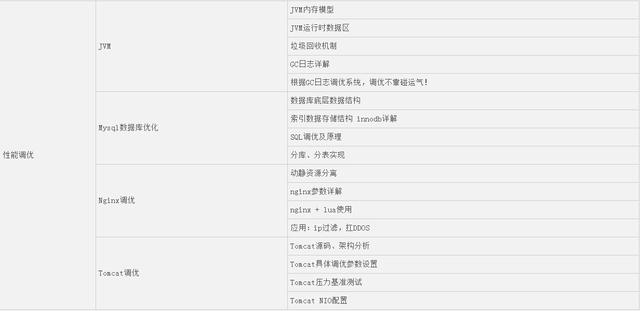 性能调优
JVM
JVM内存模型
JVM运行时数据区
垃圾回收机制
GC日志详解
根据GC日志调优系统，调优不靠碰运气！
Mysql数据库优化
数据库底层数据结构
索引数据存储结构 innodb详解
SQL调优及原理
分库、分表实现
Nginx调优
动静资源分离
nginx参数详解
nginx + lua使用
应用：ip过滤，扛DDOS
Tomcat调优
Tomcat源码、架构分析
Tomcat具体调优参数设置
Tomcat压力基准测试
Tomcat NIO配置